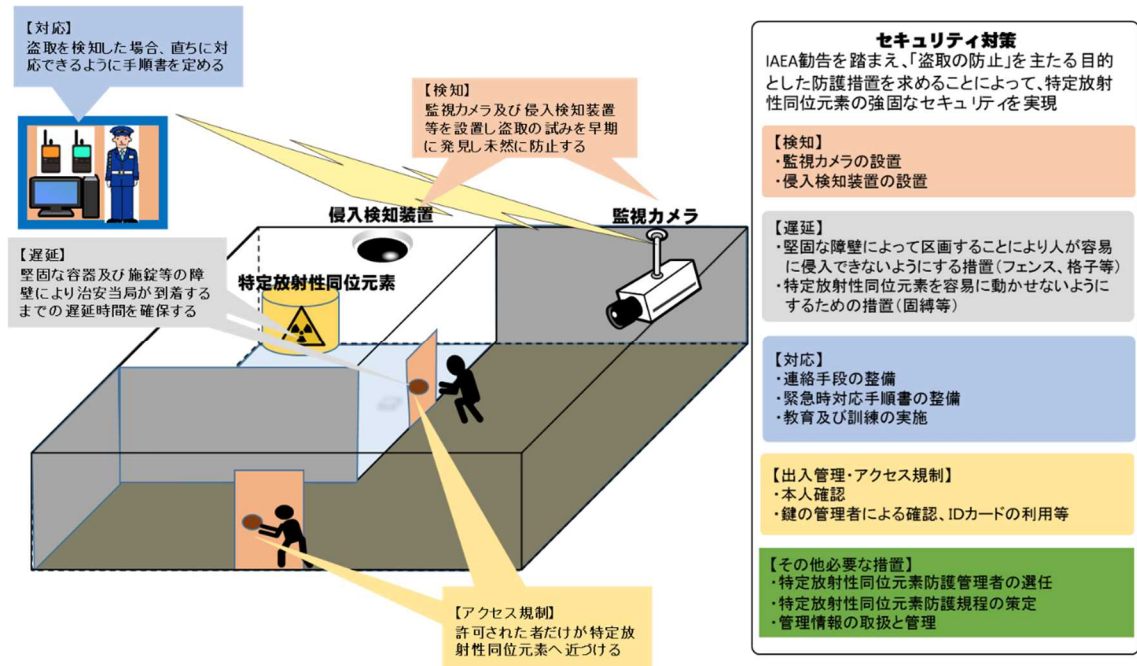 【対応】
盗取を検知した場合、直ちに対
応できるように手順書を定める
【検知】
監視カメラ及び侵入検知装置
等を設置し盗取の試みを早期
に発見し未然に防止する
侵入検知装置
監視カメラ
【遅延】
堅固な容器及び施錠等の障
壁により治安当局が到着する
までの遅延時間を確保する
特定放射性同位元素
【アクセス規制】
許可された者だけが特定放
射性同位元素へ近づける
セキュリティ対策
IAEA勧告を踏まえ、「盗取の防止」を主たる目的
とした防護措置を求めることによって、特定放射
性同位元素の強固なセキュリティを実現
【検知】
・監視カメラの設置
・侵入検知装置の設置
【遅延】
・堅固な障壁によって区画することにより人が容易
に侵入できないようにする措置(フェンス、格子等)
・特定放射性同位元素を容易に動かせないように
するための措置(固縛等)
【対応】
・連絡手段の整備
・緊急時対応手順書の整備
・教育及び訓練の実施
【出入管理・アクセス規制】
・本人確認
・鍵の管理者による確認、IDカードの利用等
【その他必要な措置】
・特定放射性同位元素防護管理者の選任
・特定放射性同位元素防護規程の策定
・管理情報の取扱と管理